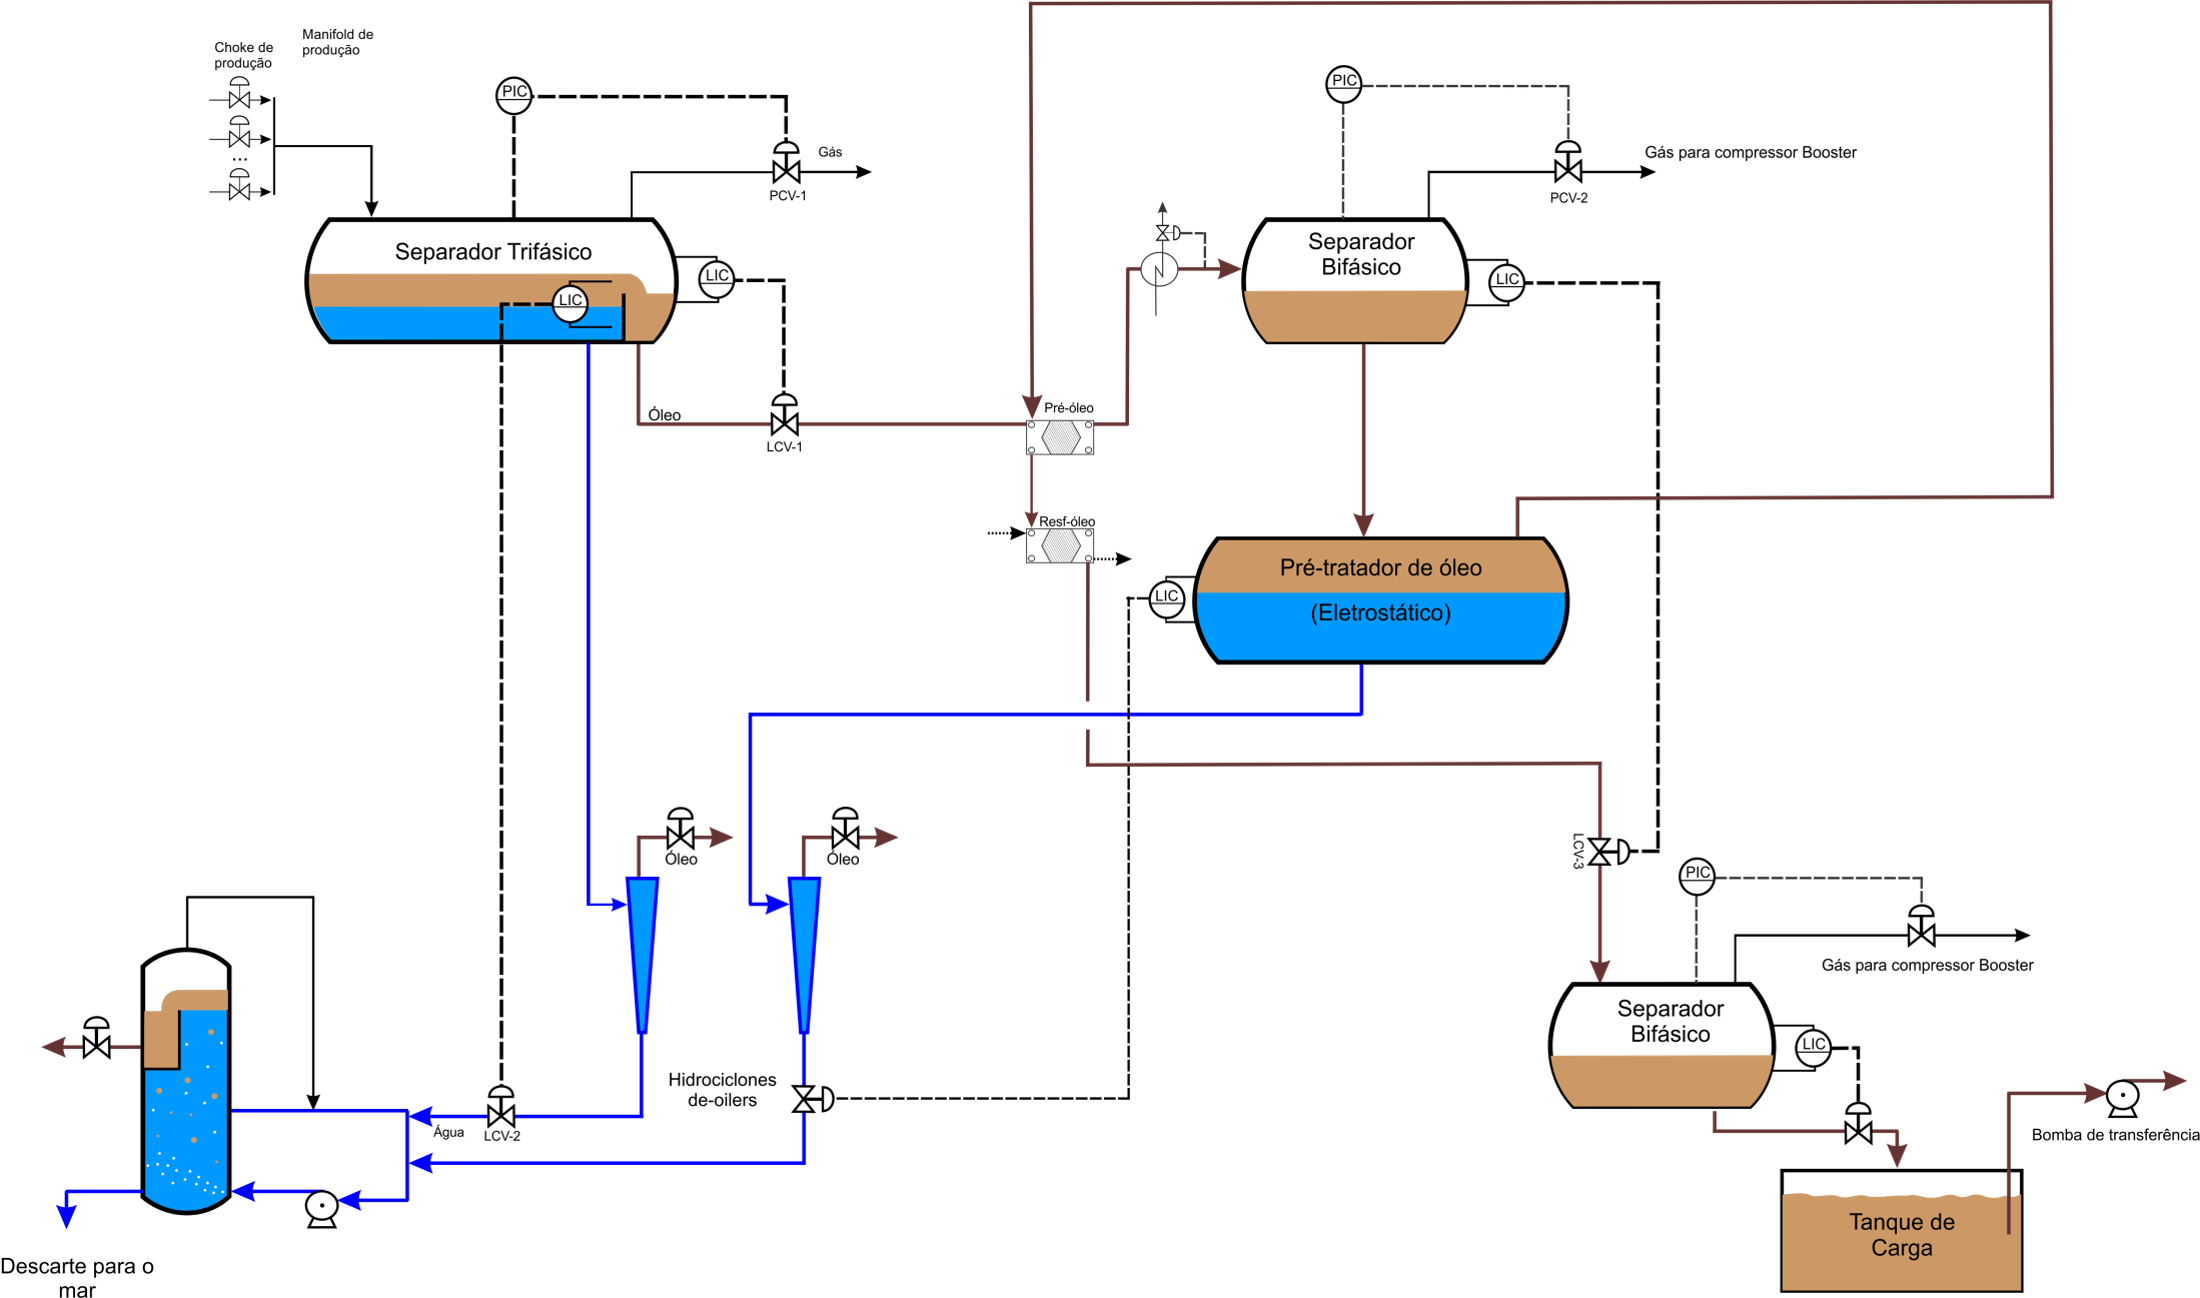 Choke de
produção
Manifold de
produção
...
PIC
Gás
PCV-1
PIC
Gás para compressor Booster
PCV-2
Separador Trifásico
LIC
LIC
Separador
Bifásico
LIC
Óleo
LCV-1
Pré-óleo
Resf-óleo
Pré-tratador de óleo
(Eletrostático)
LIC
Óleo
Óleo
LCV-3
PIC
Gás para compressor Booster
Separador
Bifásico
LIC
Hidrociclones
de-oilers
Água
LCV-2
Bomba de transferência
Tanque de
Carga
Descarte para o
mar